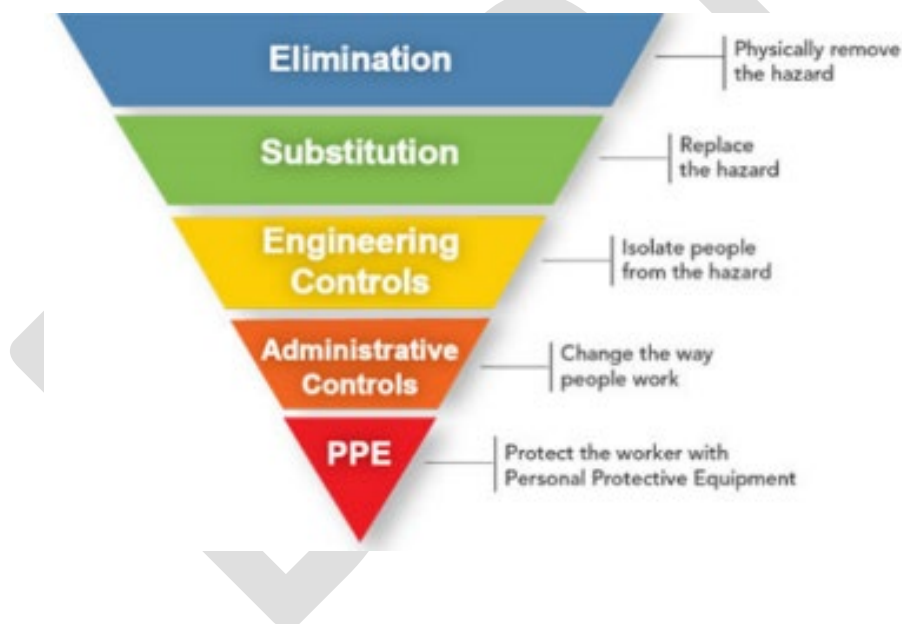 Elimination
Physically remove
the hazard
Substitution
Replace
the hazard
Engineering
Controls
Isolate people
from the hazard
Administrative
Controls
Change the way
people work
PPE
Protect the worker with
Personal Protective Equipment